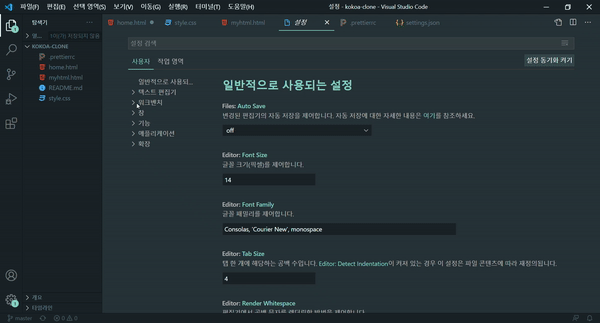 파일(F) 편집(E) 선택 영역(S) 보기(V) 이동(G) 실행(R) 터미널(T) 도움말(H)
설정 - kokoa-clone - Visual Studio Code
탐색기
home.html
style.css
myhtml.html
설정
prettierrc
settings.json
설정 검색
KOKOA-CLONE
.prettierrc
home.html
myhtml.html
README.md
style.css
사용자 작업 영역
설정 동기화 켜기
일반적으로 사용되...
텍스트 편집기
워크벤치
창
기능
애플리케이션
확장
일반적으로 사용되는 설정
Files: Auto Save
변경된 편집기의 자동 저장을 제어합니다. 자동 저장에 대한 자세한 내용은 여기를 참조하세요.
off
Editor: Font Size
글꼴 크기(픽셀)를 제어합니다.
14
Editor: Font Family
글꼴 패밀리를 제어합니다.
Consolas, 'Courier New', monospace
Editor: Tab Size
탭 한 개에 해당하는 공백 수입니다. Editor: Detect Indentation이 켜져 있는 경우 이 설정은 파일 콘텐츠에 따라 재정의됩니다.
4
Editor: Render Whitespace
개요
타임라인
master
0 0